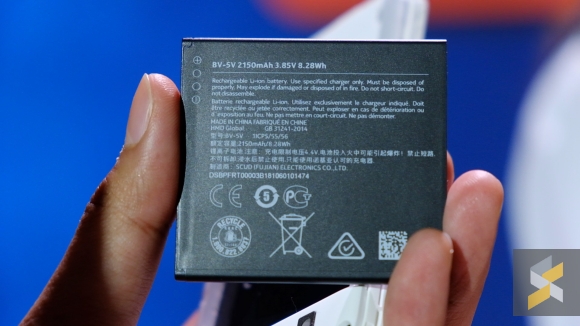 BV-5V 2150mAh 3.85V 8.28Wh
Rechargeable Li-ion battery. Use specified charger only. Must be disposed of
properly. May explode if damaged or disposed of in fire. Do not short-circuit. Do
not disassemble.
Batterie rechargeable Li-ion. Utilisez exclusivement le chargeur indiqué. Doit
être recyclée ou jetée correctement. Peut exploser en cas de détérioration ou
d'exposition au feu. Ne pas court-circuiter. Ne pas démonter.
MADE IN CHINA FABRIQUÉ EN CHINE
HMD Global GB 31241-2014
型号/型號:BV-5V 1ICP5/55/56
额定容量:2150mAh/8.28Wh
SCUD (FUJIAN) ELECTRONICS CO., LTD.
DSBPFRT00003B181060101474
RECYCLE